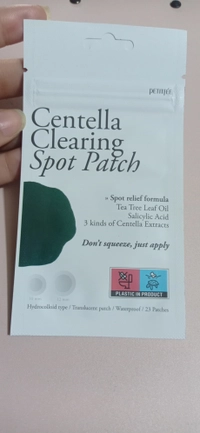 petitfée
Centella
Clearing
Spot Patch
» Spot relief formula
Tea Tree Leaf Oil
Salicylic Acid
3 kinds of Centella Extracts
Don't squeeze, just apply
PLASTIC IN PRODUCT
Hydrocolloid type / Translucent patch / Waterproof / 23 Patches